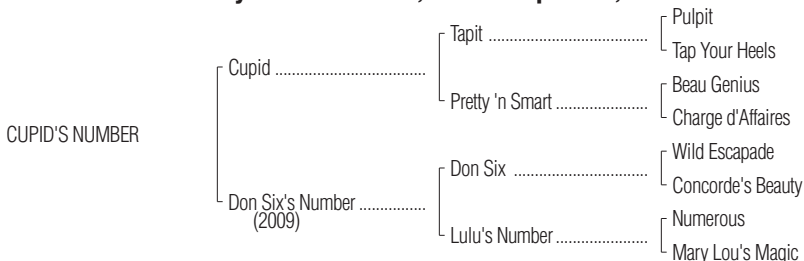 Pulpit
Tapit ....................................
Tap Your Heels
Cupid .........................................
Beau Genius
Pretty 'n Smart .........................
Charge d'Affaires
CUPID'S NUMBER
Wild Escapade
Don Six ....................................
Concorde's Beauty
Don Six's Number ..................
(2009)
Numerous
Lulu's Number .........................
Mary Lou's Magic